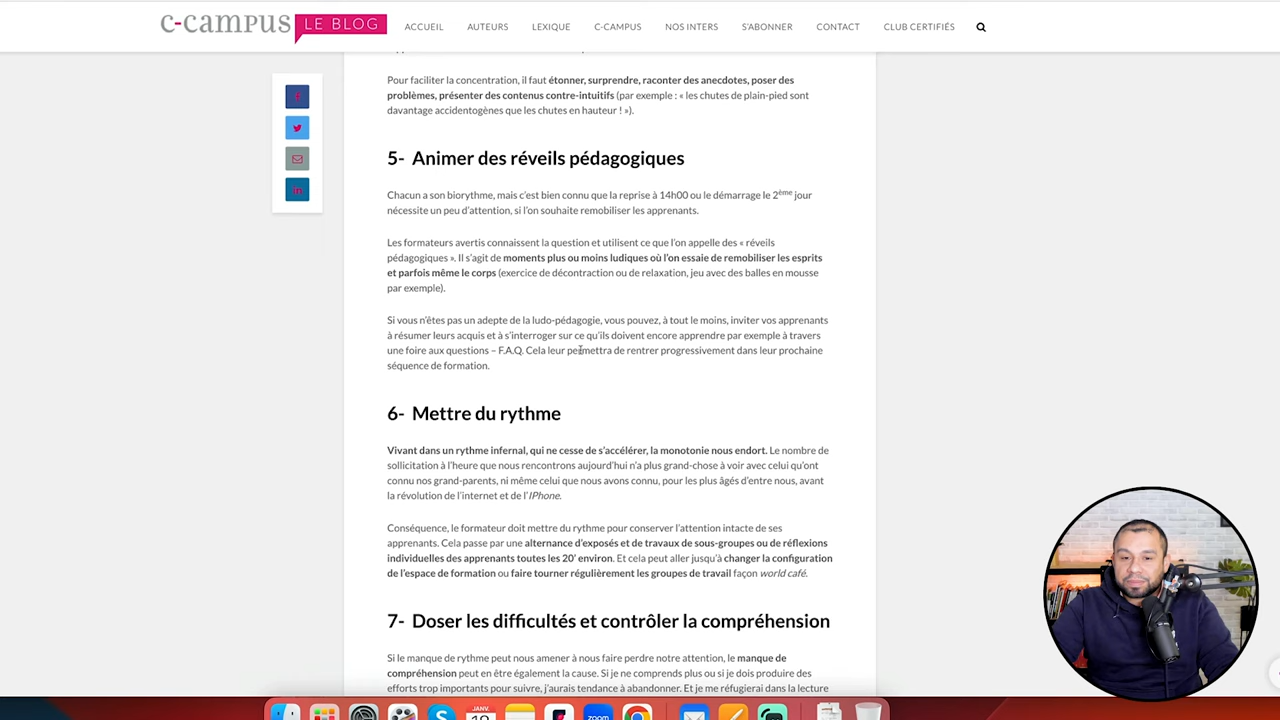 c-campus LE BLOG ACCUEIL AUTEURS LEXIQUE C-CAMPUS NOS INTERS S'ABONNER CONTACT CLUB CERTIFIÉS
Pour faciliter la concentration, il faut étonner, surprendre, raconter des anecdotes, poser des
problèmes, présenter des contenus contre-intuitifs (par exemple : « les chutes de plain-pied sont
davantage accidentogènes que les chutes en hauteur ! »).
5- Animer des réveils pédagogiques
Chacun a son biorythme, mais c'est bien connu que la reprise à 14h00 ou le démarrage le 2ème jour
nécessite un peu d'attention, si l'on souhaite remobiliser les apprenants.
Les formateurs avertis connaissent la question et utilisent ce que l'on appelle des « réveils
pédagogiques ». Il s'agit de moments plus ou moins ludiques où l'on essaie de remobiliser les esprits
et parfois même le corps (exercice de décontraction ou de relaxation, jeu avec des balles en mousse
par exemple).
Si vous n'êtes pas un adepte de la ludo-pédagogie, vous pouvez, à tout le moins, inviter vos apprenants
à résumer leurs acquis et à s'interroger sur ce qu'ils doivent encore apprendre par exemple à travers
une foire aux questions – F.A.Q. Cela leur permettra de rentrer progressivement dans leur prochaine
séquence de formation.
6- Mettre du rythme
Vivant dans un rythme infernal, qui ne cesse de s'accélérer, la monotonie nous endort. Le nombre de
sollicitation à l'heure que nous rencontrons aujourd'hui n'a plus grand-chose à voir avec celui qu'ont
connu nos grand-parents, ni même celui que nous avons connu, pour les plus âgés d'entre nous, avant
la révolution de l'internet et de l'IPhone.
Conséquence, le formateur doit mettre du rythme pour conserver l'attention intacte de ses
apprenants. Cela passe par une alternance d'exposés et de travaux de sous-groupes ou de réflexions
individuelles des apprenants toutes les 20' environ. Et cela peut aller jusqu'à changer la configuration
de l'espace de formation ou faire tourner régulièrement les groupes de travail façon world café.
7- Doser les difficultés et contrôler la compréhension
Si le manque de rythme peut nous amener à nous faire perdre notre attention, le manque de
compréhension peut en être également la cause. Si je ne comprends plus ou si je dois produire des
efforts trop importants pour suivre, j'aurais tendance à abandonner. Et je me réfugierai dans la lecture
JANV.
zoom